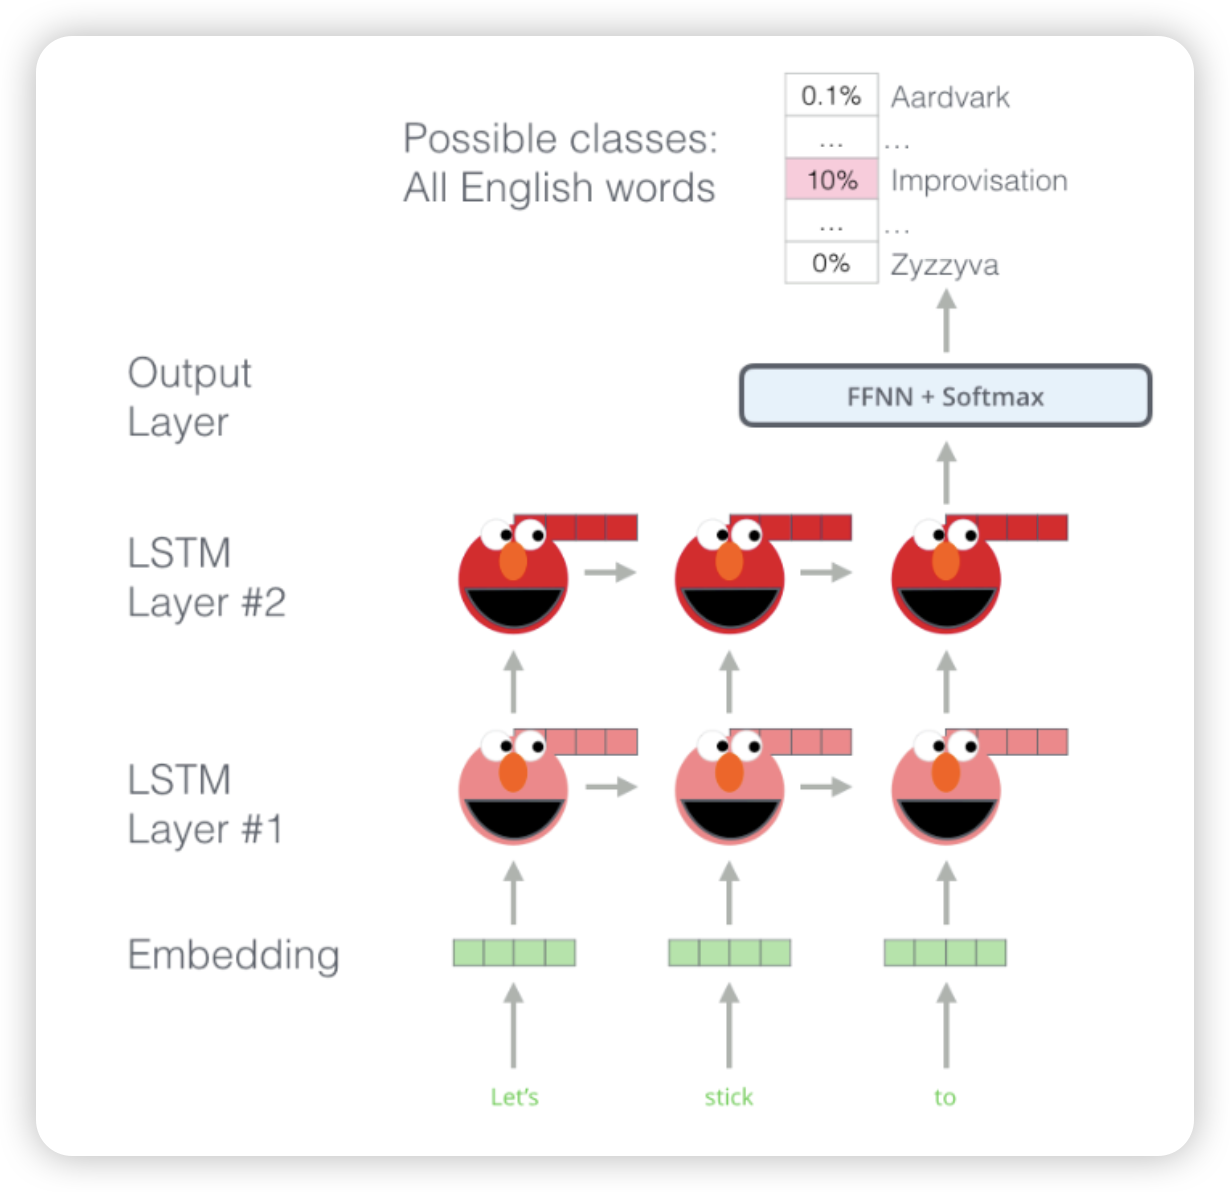 0.1% Aardvark
Possible classes:
... ...
All English words
10% Improvisation
... ...
0% Zyzzyva
Output
Layer
FFNN + Softmax
LSTM
Layer #2
LSTM
Layer #1
Embedding
Let's stick to